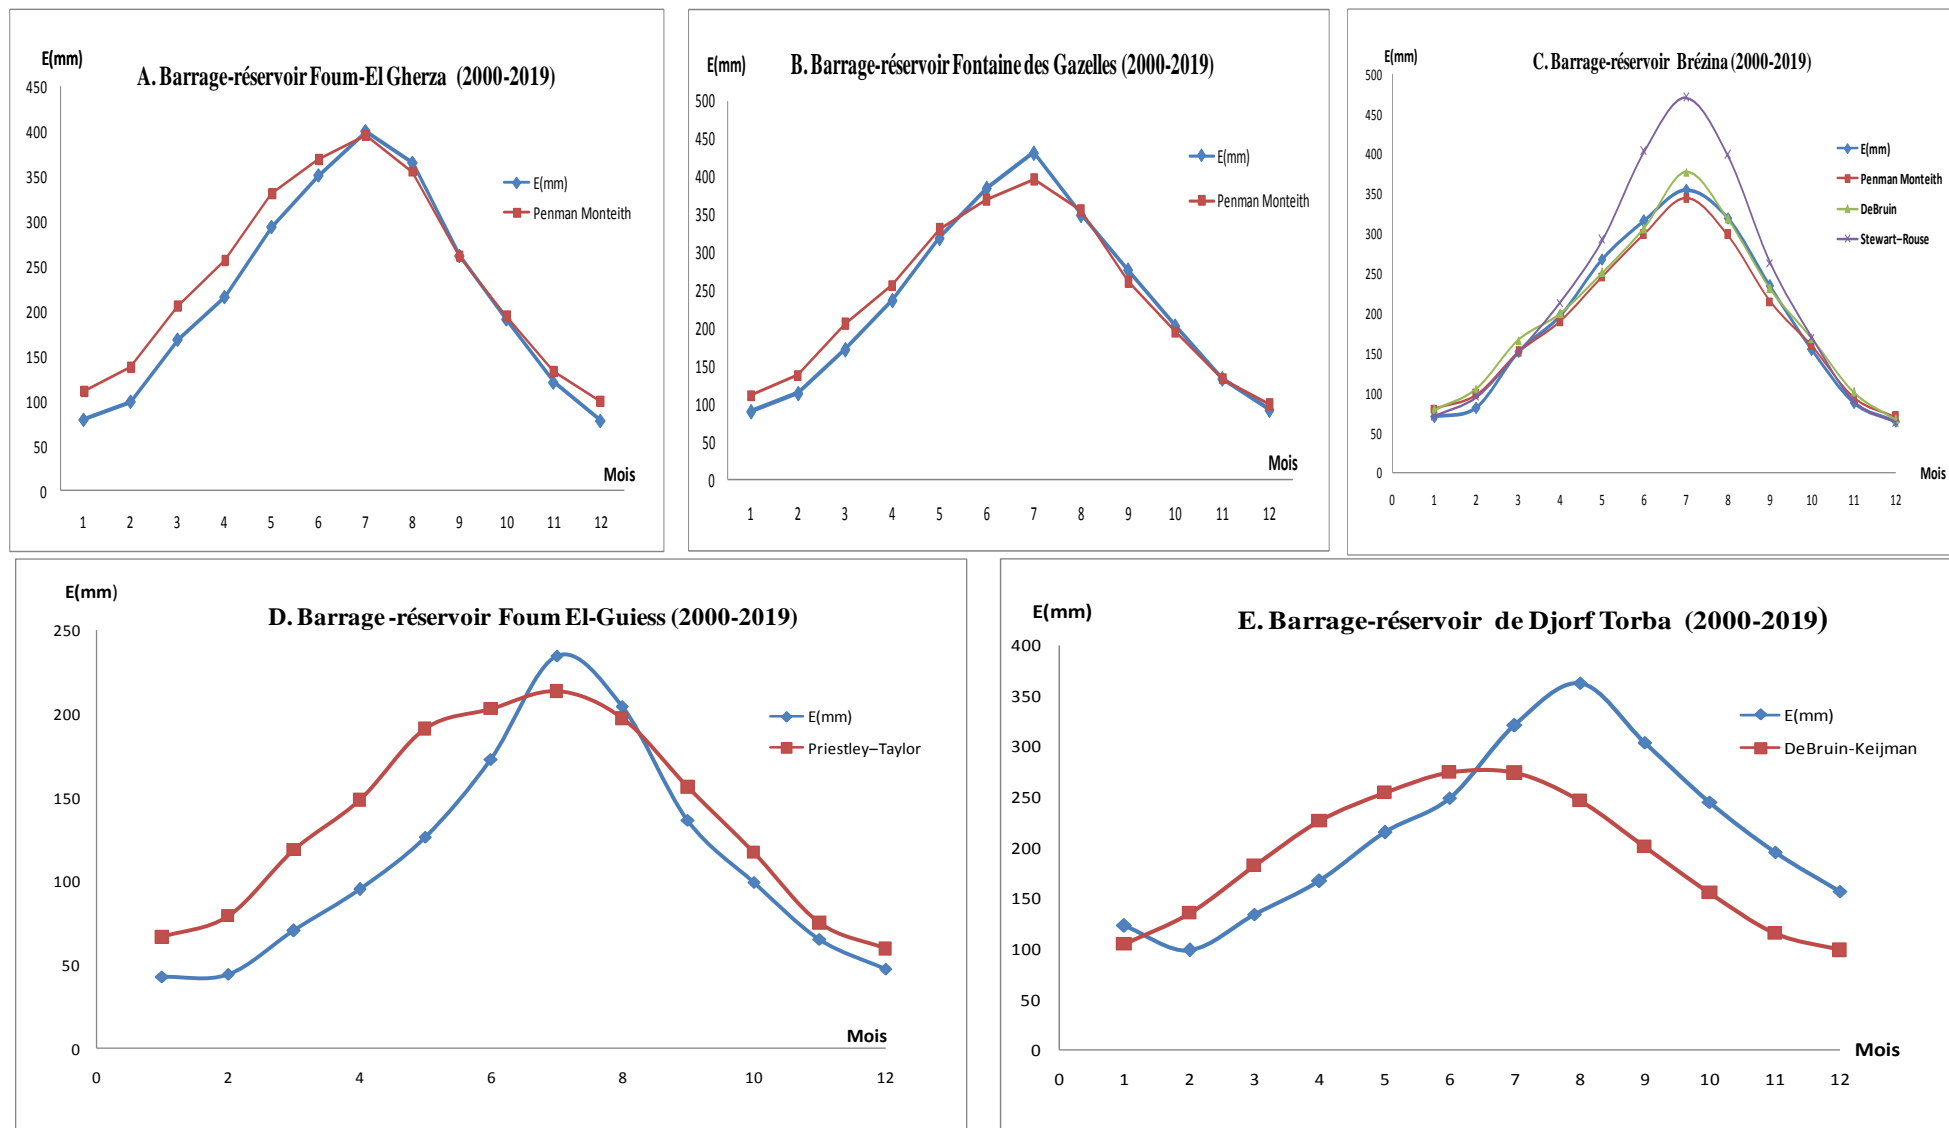 E(mm)
A. Barrage-réservoir Foum-El Gherza (2000-2019)
450
400
350
300
250
200
150
100
50
0
E(mm)
Penman Monteith
Mois
1 2 3 4 5 6 7 8 9 10 11 12
E(mm)
B. Barrage-réservoir Fontaine des Gazelles (2000-2019)
500
450
400
350
300
250
200
150
100
50
0
E(mm)
Penman Monteith
Mois
1 2 3 4 5 6 7 8 9 10 11 12
E(mm)
C. Barrage-réservoir Brézina (2000-2019)
500
450
400
350
300
250
200
150
100
50
0
E(mm)
Penman Monteith
DeBruin
Stewart–Rouse
Mois
0 1 2 3 4 5 6 7 8 9 10 11 12
E(mm)
D. Barrage -réservoir Foum El-Guiess (2000-2019)
250
200
150
100
50
0
E(mm)
Priestley–Taylor
Mois
0 2 4 6 8 10 12
E(mm)
E. Barrage-réservoir de Djorf Torba (2000-2019)
400
350
300
250
200
150
100
50
0
E(mm)
DeBruin-Keijman
Mois
0 1 2 3 4 5 6 7 8 9 10 11 12